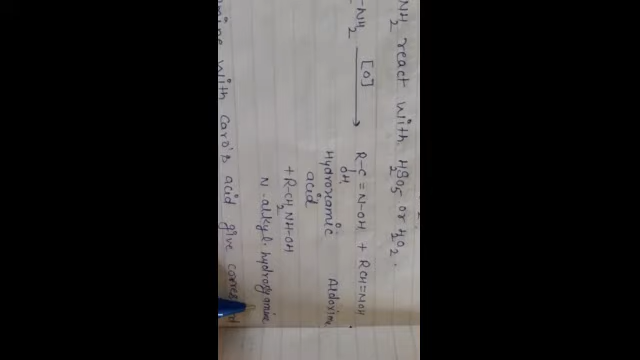 NH2 react with H2SO5 or H2O2.
-NH2 [O] → R-C=N-OH + RCH=NOH
OH
Hydroxamic Aldoxime
acid
+ R-CH2NH-OH
N-alkyl hydroxyamine
with caro's acid give